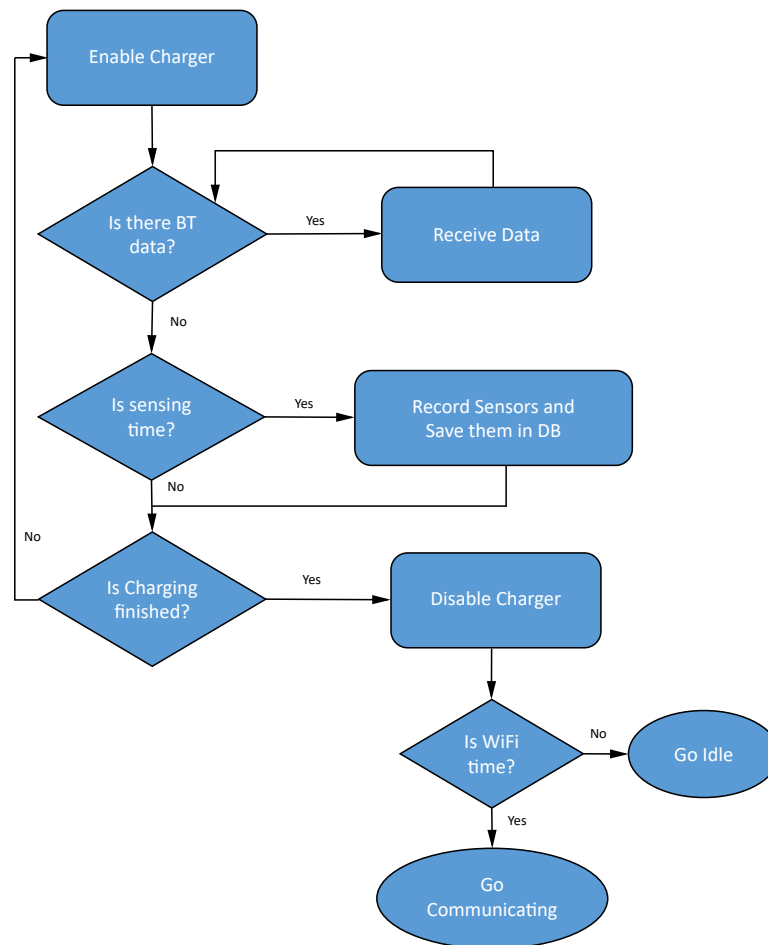 Enable Charger
Is there BT
data?
Yes
Receive Data
No
Is sensing
time?
Yes
Record Sensors and
Save them in DB
No
No
Is Charging
finished?
Yes
Disable Charger
Is WiFi
time?
No
Go Idle
Yes
Go
Communicating